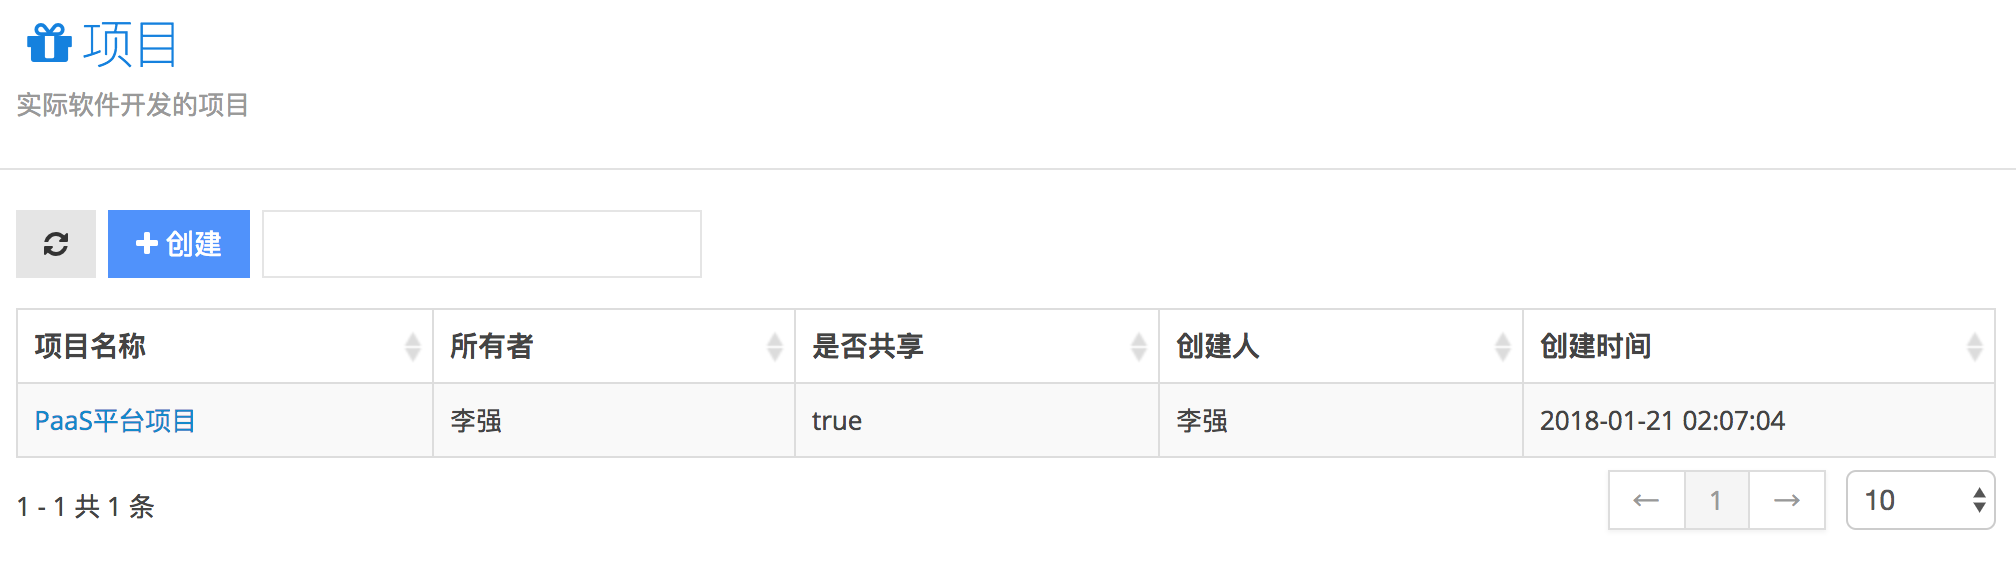 项目
实际软件开发的项目
创建
项目名称 所有者 是否共享 创建人 创建时间
PaaS平台项目 李强 true 李强 2018-01-21 02:07:04
1 - 1 共 1 条 ← 1 → 10